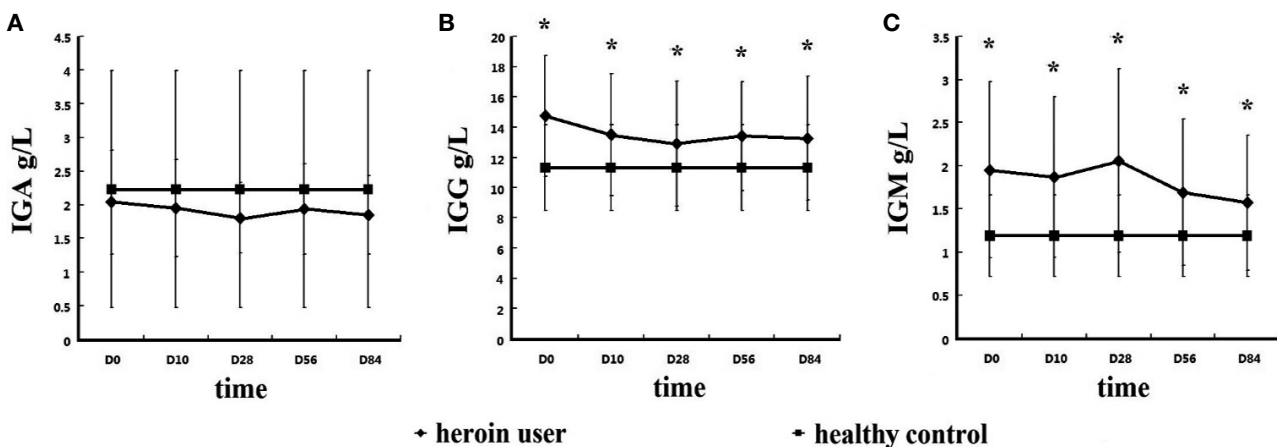 A
IGA g/L
4.5
4
3.5
3
2.5
2
1.5
1
0.5
0
D0 D10 D28 D56 D84
time
B
IGG g/L
20
18
16
14
12
10
8
6
4
2
0
* * * * *
D0 D10 D28 D56 D84
time
C
IGM g/L
3.5
3
2.5
2
1.5
1
0.5
0
* * * * *
D0 D10 D28 D56 D84
time
heroin user healthy control